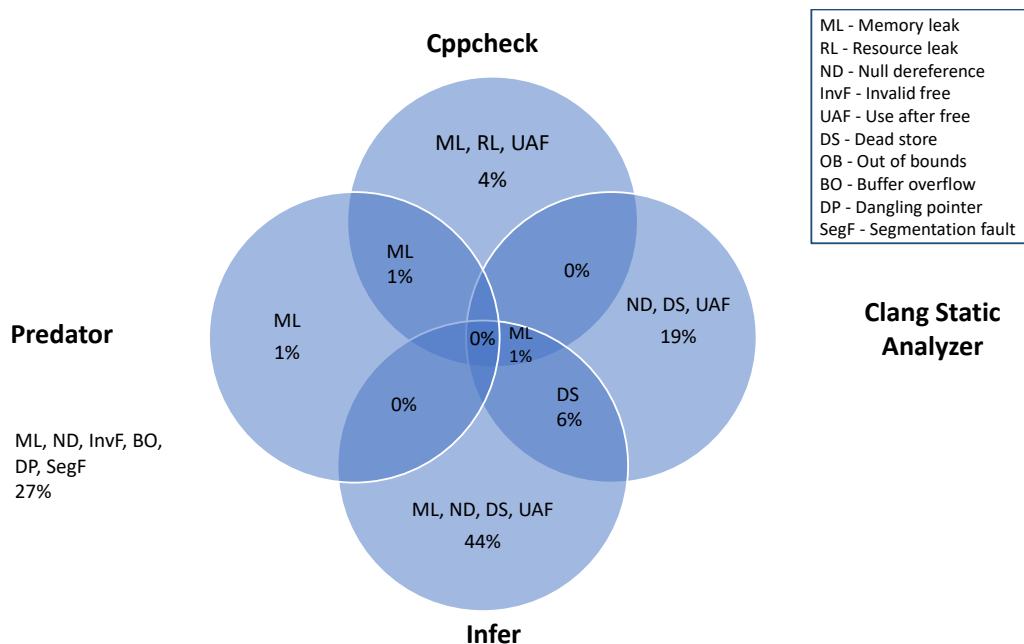 Cppcheck
ML - Memory leak
RL - Resource leak
ND - Null dereference
InvF - Invalid free
UAF - Use after free
DS - Dead store
OB - Out of bounds
BO - Buffer overflow
DP - Dangling pointer
SegF - Segmentation fault
ML, RL, UAF
4%
ML
1%
0%
ND, DS, UAF
19%
Clang Static
Analyzer
Predator
ML
1%
0%
ML
1%
0%
DS
6%
ML, ND, InvF, BO,
DP, SegF
27%
ML, ND, DS, UAF
44%
Infer